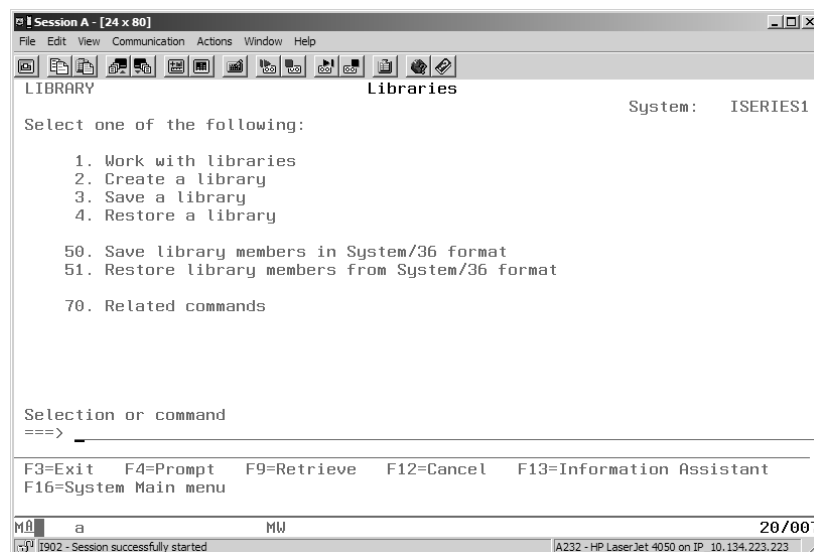 Session A - [24 x 80]
File Edit View Communication Actions Window Help
LIBRARY Libraries
System: ISERIES1
Select one of the following:
1. Work with libraries
2. Create a library
3. Save a library
4. Restore a library
50. Save library members in System/36 format
51. Restore library members from System/36 format
70. Related commands
Selection or command
===>
F3=Exit F4=Prompt F9=Retrieve F12=Cancel F13=Information Assistant
F16=System Main menu
MA a MW 20/007
I902 - Session successfully started A232 - HP LaserJet 4050 on IP 10.134.223.223